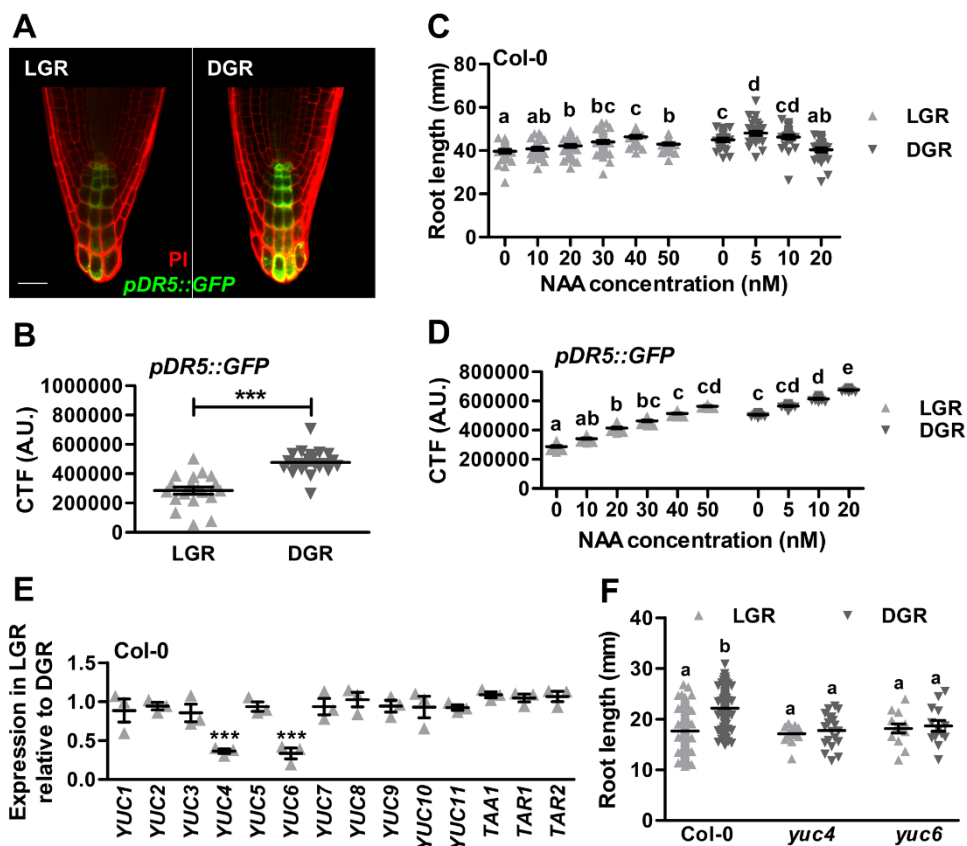 A
LGR
DGR
PI
pDR5::GFP
B
pDR5::GFP
CTF (A.U.)
1000000
800000
600000
400000
200000
0
***
LGR
DGR
C
Col-0
Root length (mm)
80
60
40
20
0
a ab b bc c b c d cd ab
0 10 20 30 40 50 0 5 10 20
NAA concentration (nM)
LGR
DGR
D
pDR5::GFP
CTF (A.U.)
800000
600000
400000
200000
0
a ab b bc c cd c cd d e
0 10 20 30 40 50 0 5 10 20
NAA concentration (nM)
LGR
DGR
E
Col-0
Expression in LGR
relative to DGR
1.5
1.0
0.5
0.0
*** ***
YUC1 YUC2 YUC3 YUC4 YUC5 YUC6 YUC7 YUC8 YUC9 YUC10 YUC11 TAA1 TAR1 TAR2
F
LGR DGR
Root length (mm)
40
30
20
10
0
a b a a a a
Col-0 yuc4 yuc6